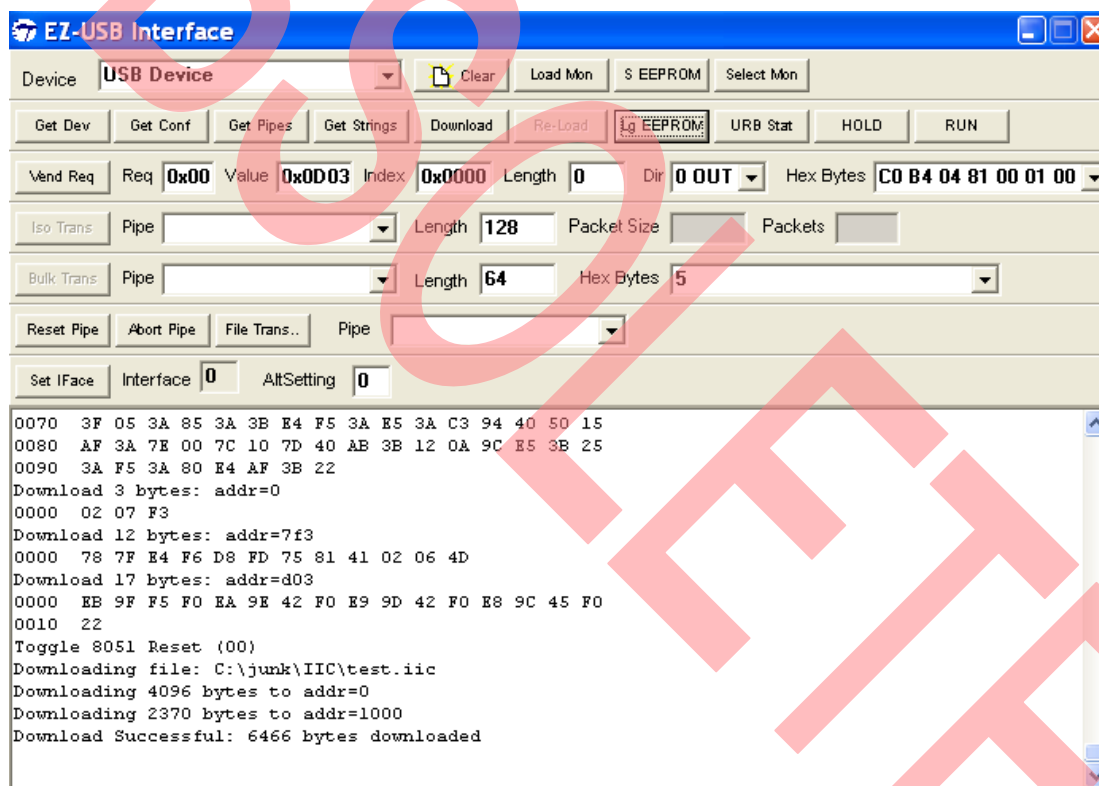 EZ-USB Interface
Device USB Device Clear Load Mon S EEPROM Select Mon
Get Dev Get Conf Get Pipes Get Strings Download Re-Load Lg EEPROM URB Stat HOLD RUN
Vend Req Req 0x00 Value 0x0D03 Index 0x0000 Length 0 Dir 0 OUT Hex Bytes C0 B4 04 81 00 01 00
Iso Trans Pipe Length 128 Packet Size Packets
Bulk Trans Pipe Length 64 Hex Bytes 5
Reset Pipe Abort Pipe File Trans.. Pipe
Set IFace Interface 0 AltSetting 0
0070 3F 05 3A 85 3A 3B E4 F5 3A E5 3A C3 94 40 50 15
0080 AF 3A 7E 00 7C 10 7D 40 AB 3B 12 0A 9C E5 3B 25
0090 3A F5 3A 80 E4 AF 3B 22
Download 3 bytes: addr=0
0000 02 07 F3
Download 12 bytes: addr=7f3
0000 78 7F E4 F6 D8 FD 75 81 41 02 06 4D
Download 17 bytes: addr=d03
0000 EB 9F F5 F0 EA 9E 42 F0 E9 9D 42 F0 E8 9C 45 F0
0010 22
Toggle 8051 Reset (00)
Downloading file: C:\junk\IIC\test.iic
Downloading 4096 bytes to addr=0
Downloading 2370 bytes to addr=1000
Download Successful: 6466 bytes downloaded